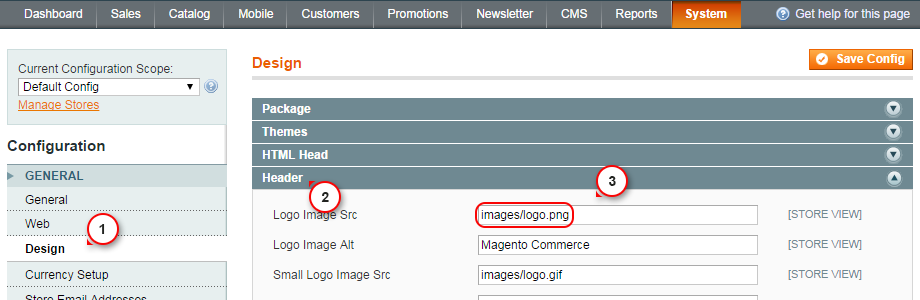 Dashboard Sales Catalog Mobile Customers Promotions Newsletter CMS Reports System Get help for this page
Current Configuration Scope:
Default Config
Manage Stores
Configuration
GENERAL
General
Web
1
Design
Currency Setup
Store Email Addresses
Design
Save Config
Package
Themes
HTML Head
Header
2
3
Logo Image Src images/logo.png [STORE VIEW]
Logo Image Alt Magento Commerce [STORE VIEW]
Small Logo Image Src images/logo.gif [STORE VIEW]